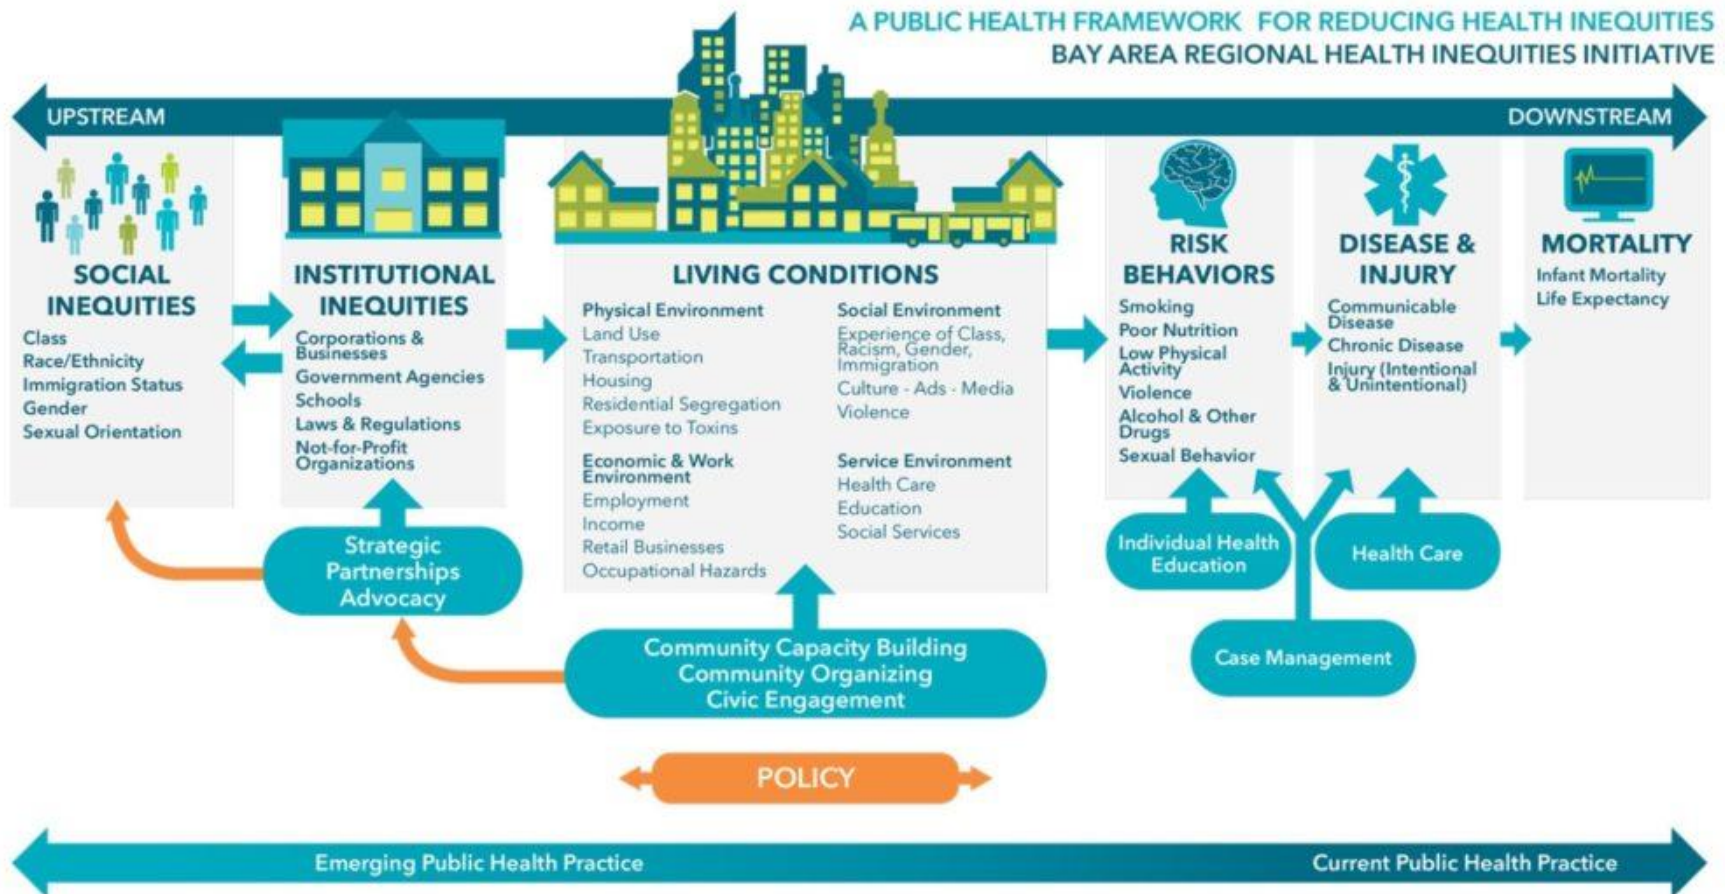 A PUBLIC HEALTH FRAMEWORK FOR REDUCING HEALTH INEQUITIES
BAY AREA REGIONAL HEALTH INEQUITIES INITIATIVE
UPSTREAM
DOWNSTREAM
SOCIAL
INEQUITIES
Class
Race/Ethnicity
Immigration Status
Gender
Sexual Orientation
INSTITUTIONAL
INEQUITIES
Corporations &
Businesses
Government Agencies
Schools
Laws & Regulations
Not-for-Profit
Organizations
LIVING CONDITIONS
Physical Environment
Land Use
Transportation
Housing
Residential Segregation
Exposure to Toxins
Economic & Work
Environment
Employment
Income
Retail Businesses
Occupational Hazards
Social Environment
Experience of Class,
Racism, Gender,
Immigration
Culture - Ads - Media
Violence
Service Environment
Health Care
Education
Social Services
RISK
BEHAVIORS
Smoking
Poor Nutrition
Low Physical
Activity
Violence
Alcohol & Other
Drugs
Sexual Behavior
DISEASE &
INJURY
Communicable
Disease
Chronic Disease
Injury (Intentional
& Unintentional)
MORTALITY
Infant Mortality
Life Expectancy
Strategic
Partnerships
Advocacy
Community Capacity Building
Community Organizing
Civic Engagement
Individual Health
Education
Health Care
Case Management
POLICY
Emerging Public Health Practice
Current Public Health Practice